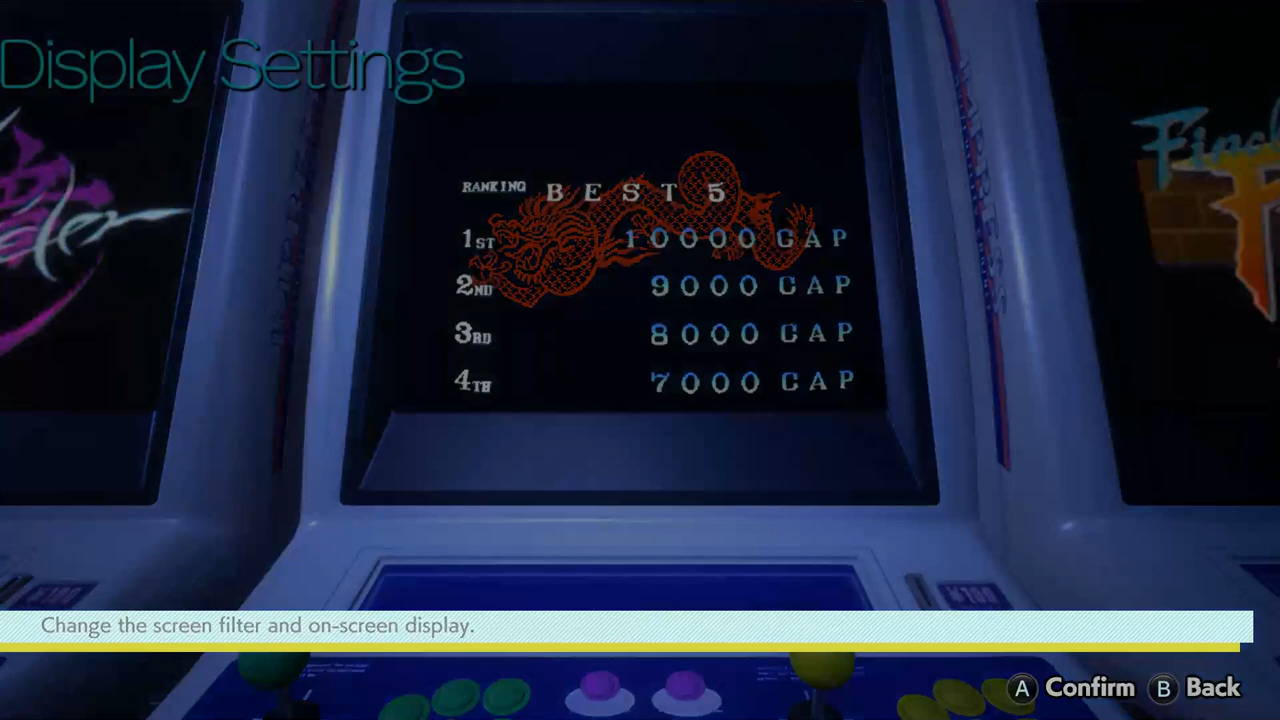 Display Settings
RANKING BEST 5
1ST 10000 CAP
2ND 9000 CAP
3RD 8000 CAP
4TH 7000 CAP
Final
Change the screen filter and on-screen display.
A Confirm B Back